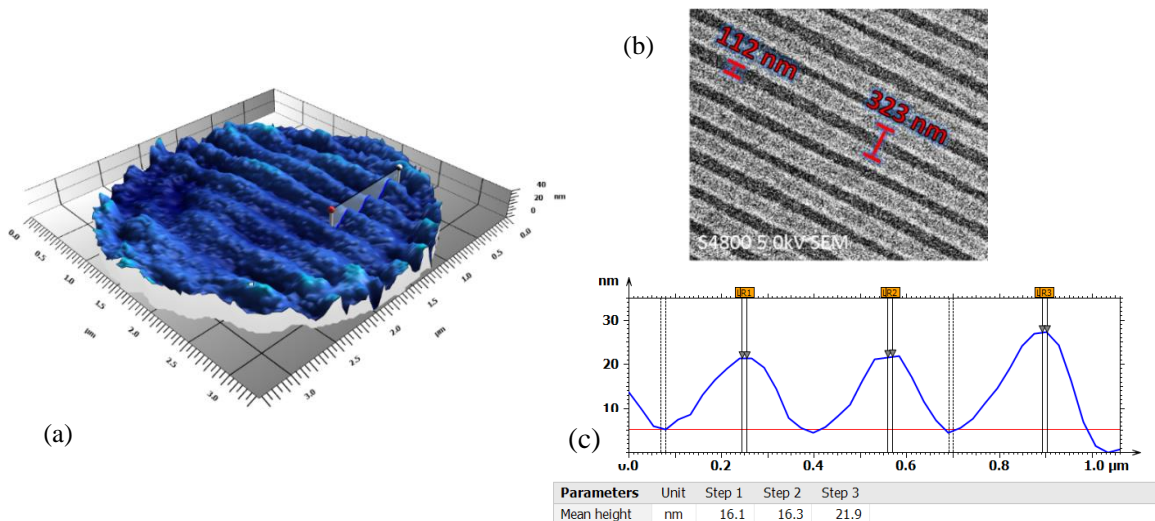 (a)
40
20
0
nm
0.0
0.5
1.0
1.5
2.0
2.5
3.0
µm
0.0
0.5
1.0
1.5
2.0
2.5
3.0
µm
(b)
112 nm
323 nm
S4800 5.0kV SEM
(c)
nm
30
20
10
R1
R2
R3
0.0 0.2 0.4 0.6 0.8 1.0 µm
Parameters Unit Step 1 Step 2 Step 3
Mean height nm 16.1 16.3 21.9